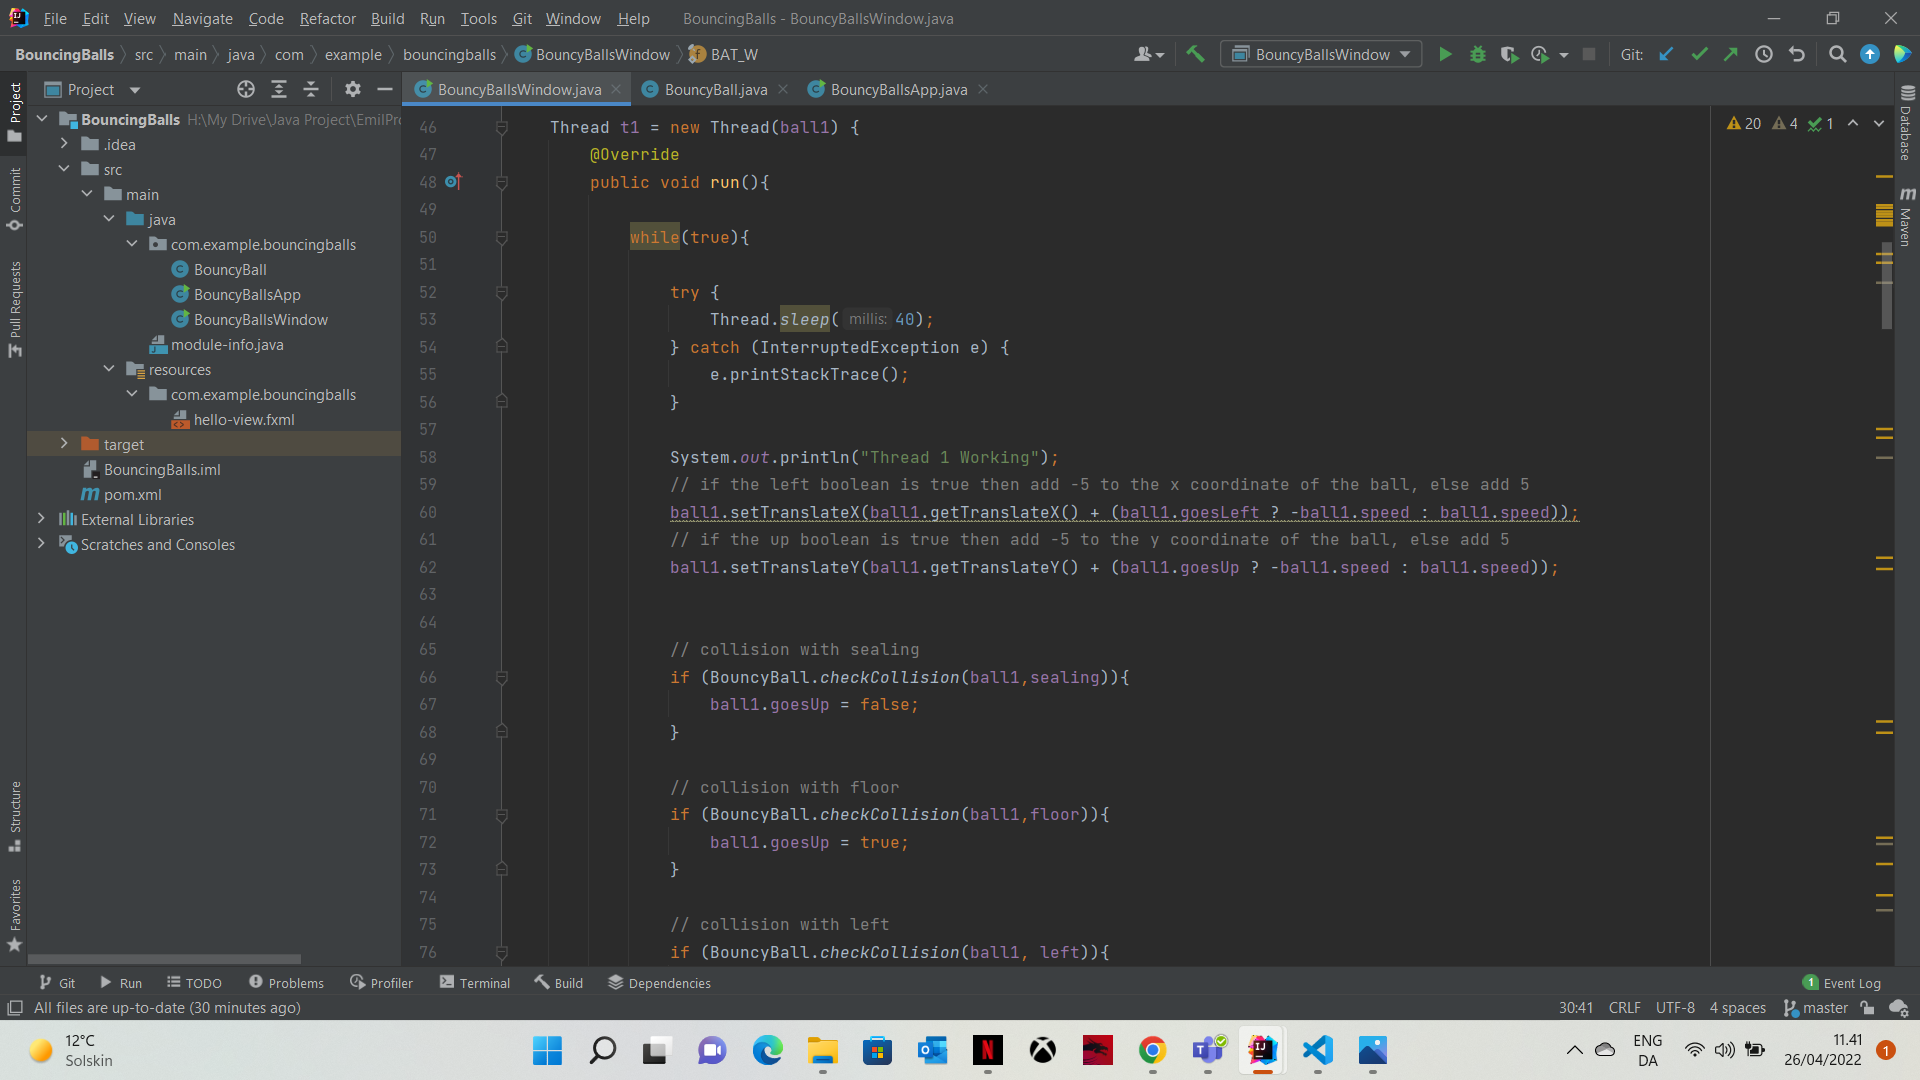 File Edit View Navigate Code Refactor Build Run Tools Git Window Help BouncingBalls - BouncyBallsWindow.java
BouncingBalls src main java com example bouncingballs BouncyBallsWindow BAT_W BouncyBallsWindow Git:
Project
BouncyBallsWindow.java BouncyBall.java BouncyBallsApp.java
BouncingBalls H:\My Drive\Java Project\EmilPro
.idea
src
main
java
com.example.bouncingballs
BouncyBall
BouncyBallsApp
BouncyBallsWindow
module-info.java
resources
com.example.bouncingballs
hello-view.fxml
target
BouncingBalls.iml
pom.xml
External Libraries
Scratches and Consoles
Project
Commit
Pull Requests
Structure
Favorites
20 4 1
46 Thread t1 = new Thread(ball1) {
47 @Override
48 public void run(){
49
50 while(true){
51
52 try {
53 Thread.sleep( millis: 40);
54 } catch (InterruptedException e) {
55 e.printStackTrace();
56 }
57
58 System.out.println("Thread 1 Working");
59 // if the left boolean is true then add -5 to the x coordinate of the ball, else add 5
60 ball1.setTranslateX(ball1.getTranslateX() + (ball1.goesLeft ? -ball1.speed : ball1.speed));
61 // if the up boolean is true then add -5 to the y coordinate of the ball, else add 5
62 ball1.setTranslateY(ball1.getTranslateY() + (ball1.goesUp ? -ball1.speed : ball1.speed));
63
64
65 // collision with sealing
66 if (BouncyBall.checkCollision(ball1,sealing)){
67 ball1.goesUp = false;
68 }
69
70 // collision with floor
71 if (BouncyBall.checkCollision(ball1,floor)){
72 ball1.goesUp = true;
73 }
74
75 // collision with left
76 if (BouncyBall.checkCollision(ball1, left)){
Database
Maven
Git Run TODO Problems Profiler Terminal Build Dependencies 1 Event Log
All files are up-to-date (30 minutes ago) 30:41 CRLF UTF-8 4 spaces master
12°C
Solskin
ENG
DA
11.41
26/04/2022
1